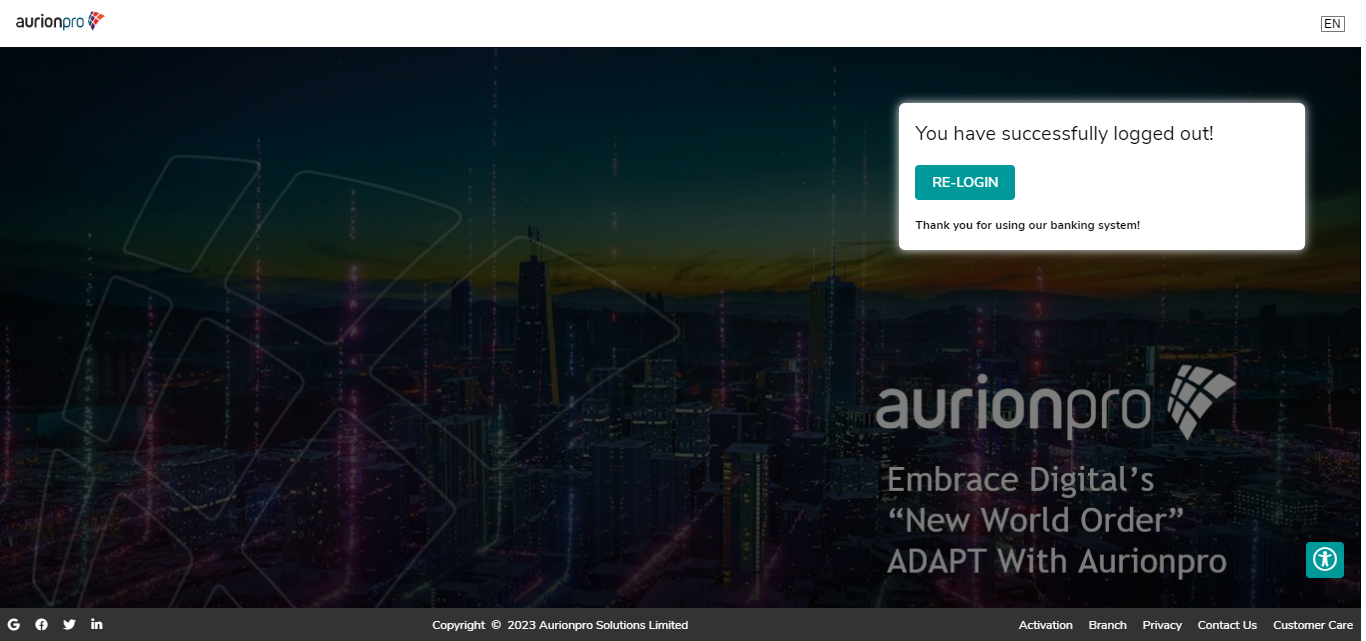 aurionpro
EN
You have successfully logged out!
RE-LOGIN
Thank you for using our banking system!
aurionpro
Embrace Digital’s
“New World Order”
ADAPT With Aurionpro
Copyright © 2023 Aurionpro Solutions Limited
Activation Branch Privacy Contact Us Customer Care